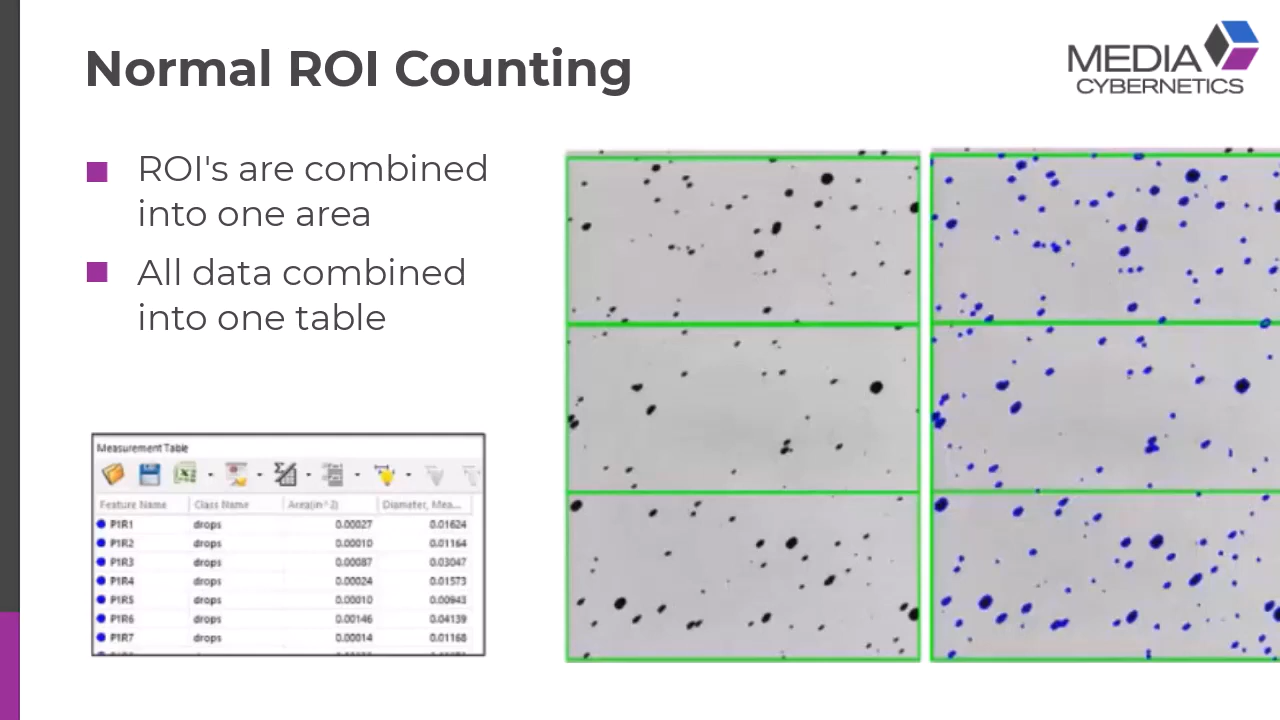 Normal ROI Counting
MEDIA
CYBERNETICS
ROI's are combined
into one area
All data combined
into one table
Measurement Table
Feature Name Class Name Area(in^2) Diameter, Mea...
P1R1 drops 0.00027 0.01624
P1R2 drops 0.00010 0.01164
P1R3 drops 0.00087 0.03047
P1R4 drops 0.00024 0.01573
P1R5 drops 0.00010 0.00943
P1R6 drops 0.00146 0.04139
P1R7 drops 0.00014 0.01168